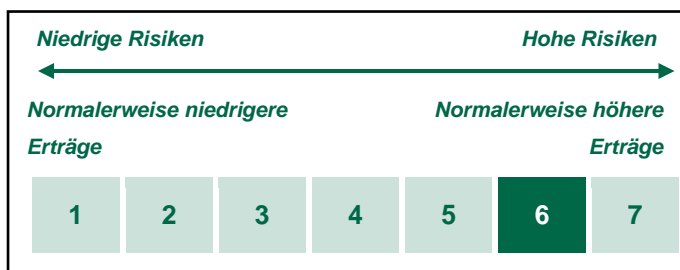 Niedrige Risiken Hohe Risiken
Normalerweise niedrigere Normalerweise höhere
Erträge Erträge
1 2 3 4 5 6 7